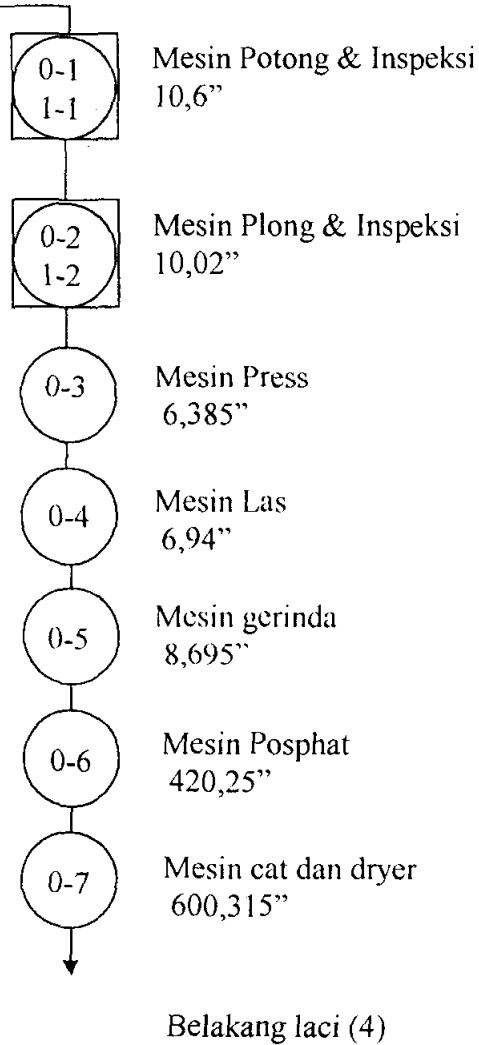 0-1
1-1
Mesin Potong & Inspeksi
10,6”
0-2
1-2
Mesin Plong & Inspeksi
10,02”
0-3
Mesin Press
6,385”
0-4
Mesin Las
6,94”
0-5
Mesin gerinda
8,695”
0-6
Mesin Posphat
420,25”
0-7
Mesin cat dan dryer
600,315”
Belakang laci (4)